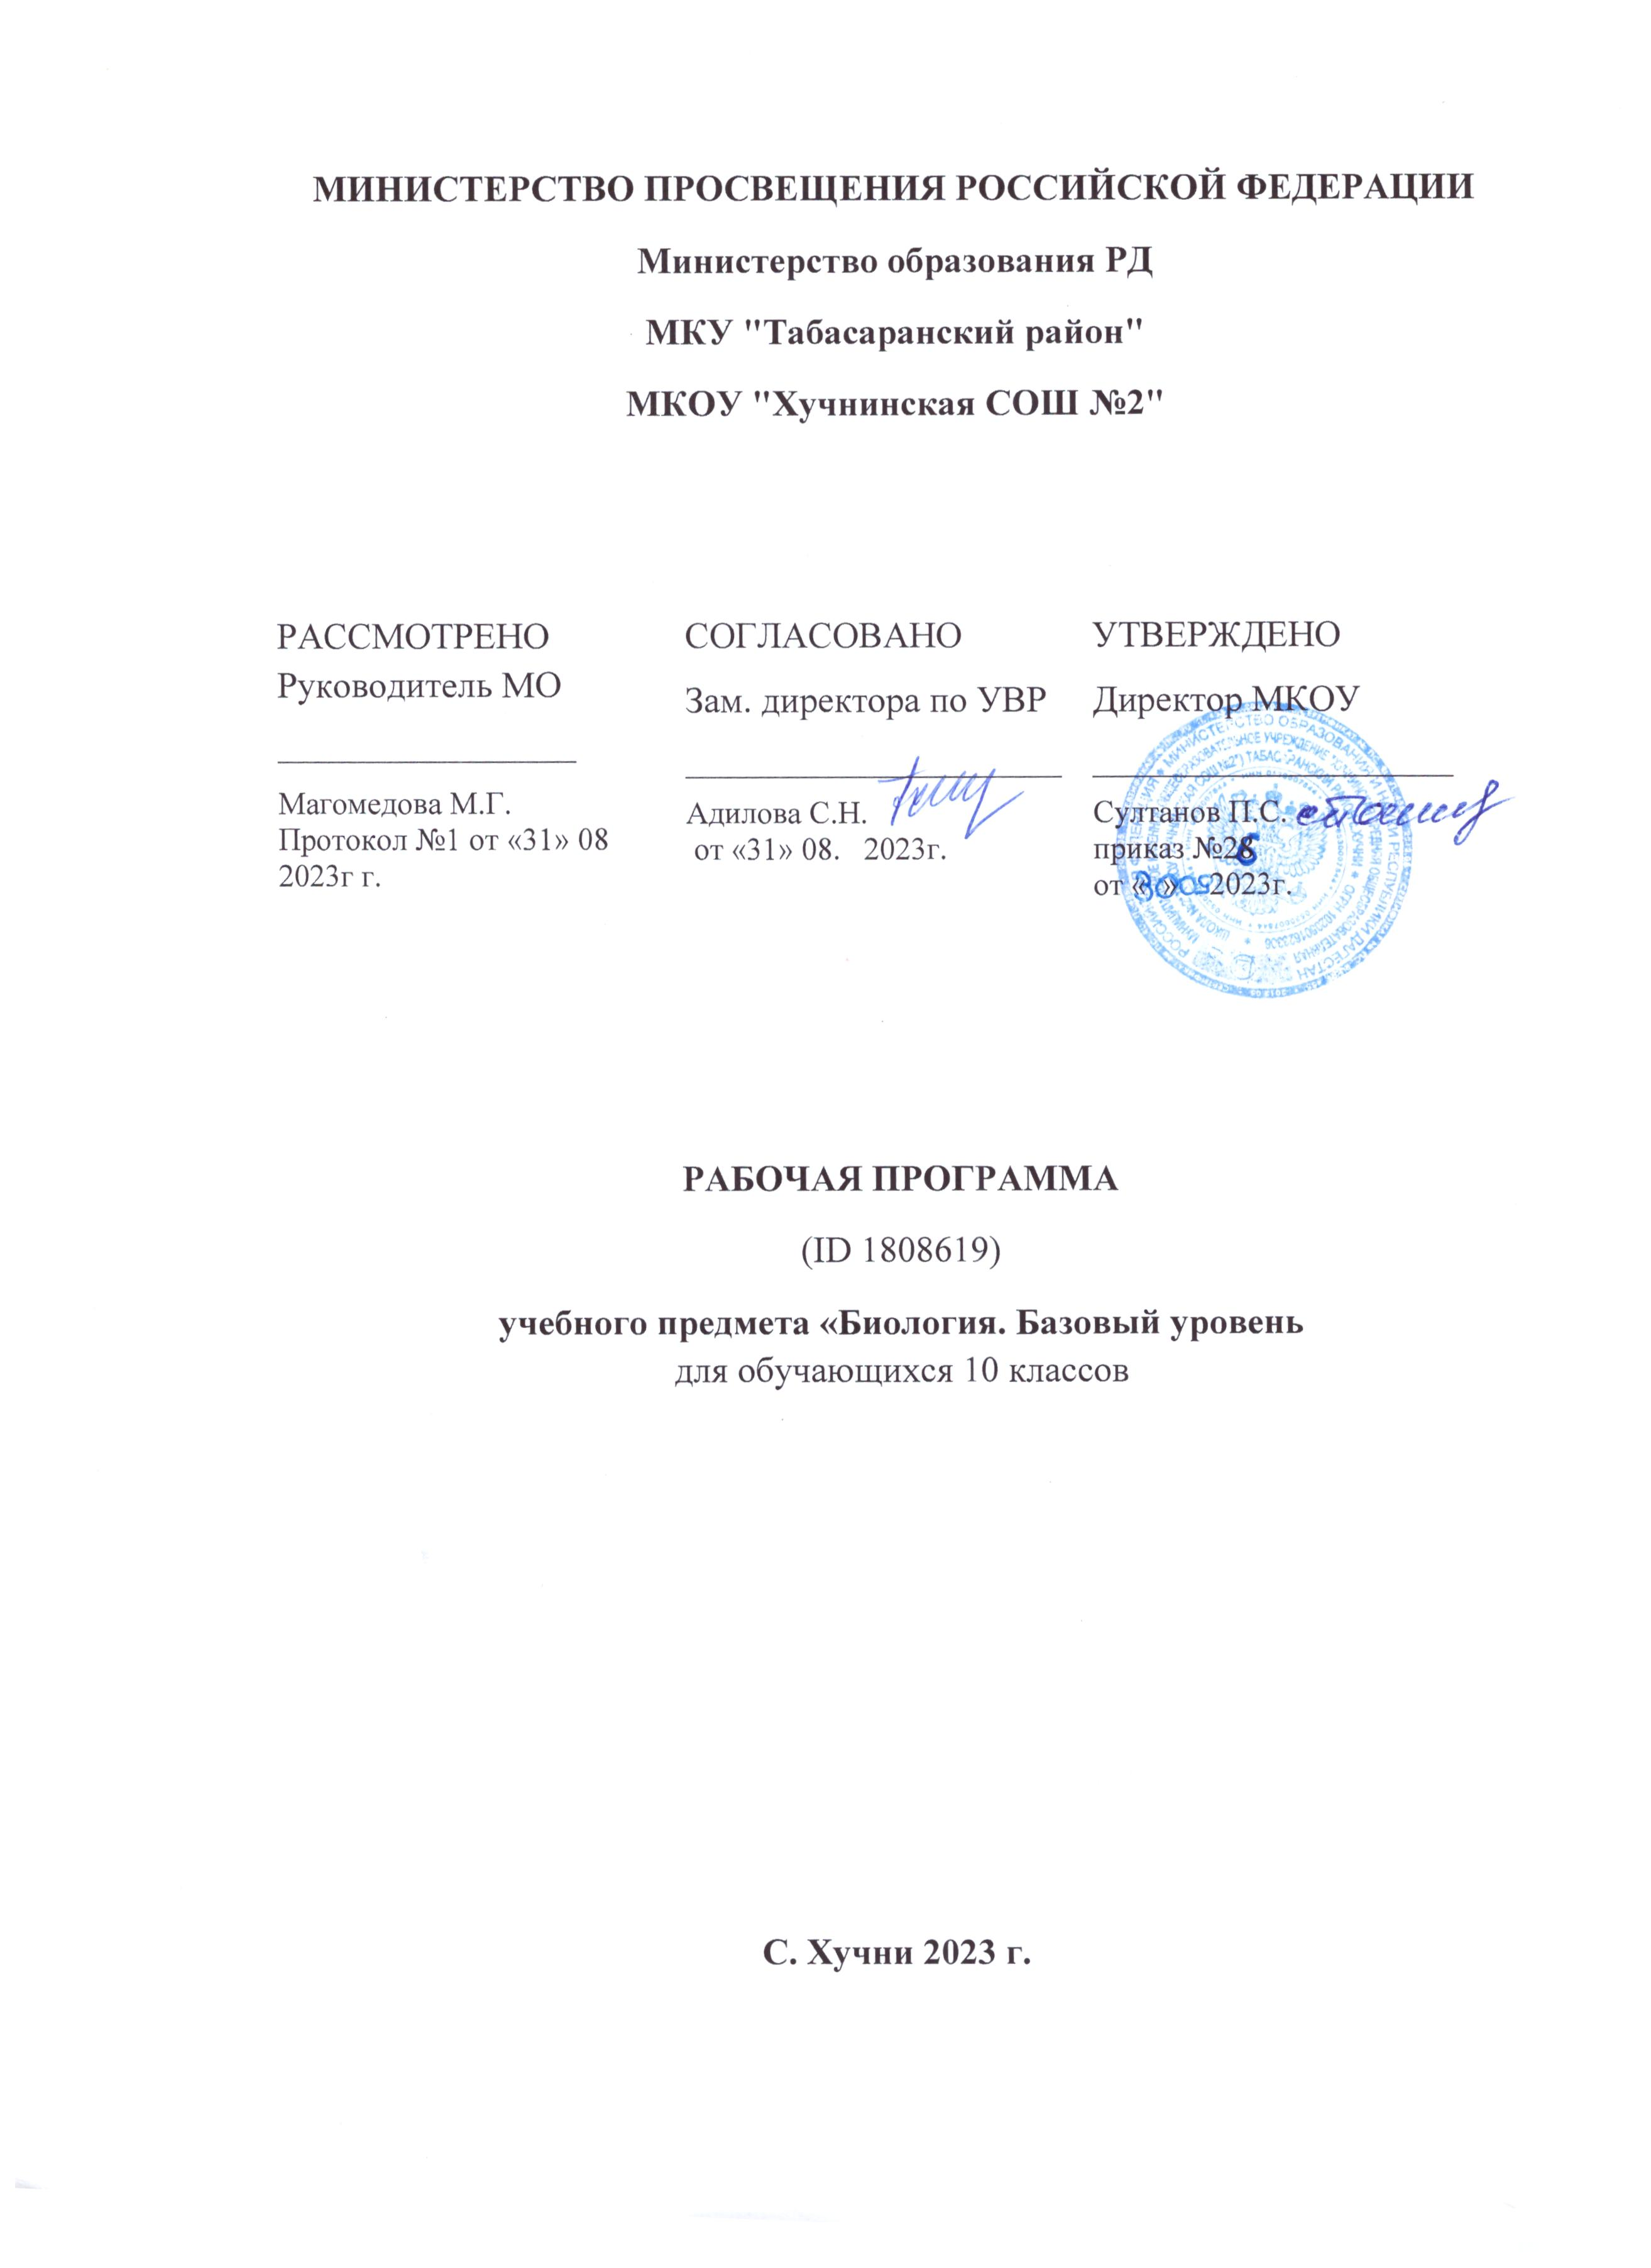 МИНИСТЕРСТВО ПРОСВЕЩЕНИЯ РОССИЙСКОЙ ФЕДЕРАЦИИ
Министерство образования РД
МКУ "Табасаранский район"
МКОУ "Хучнинская СОШ №2"
РАССМОТРЕНО
Руководитель МО
Магомедова М.Г.
Протокол №1 от «31» 08
2023г г.
СОГЛАСОВАНО
Зам. директора по УВР
Адилова С.Н.
от «31» 08. 2023г.
УТВЕРЖДЕНО
Директор МКОУ
Султанов П.С.
приказ
от 2023г.
РАБОЧАЯ ПРОГРАММА
(ID 1808619)
учебного предмета «Биология. Базовый уровень
для обучающихся 10 классов
С. Хучни 2023 г.